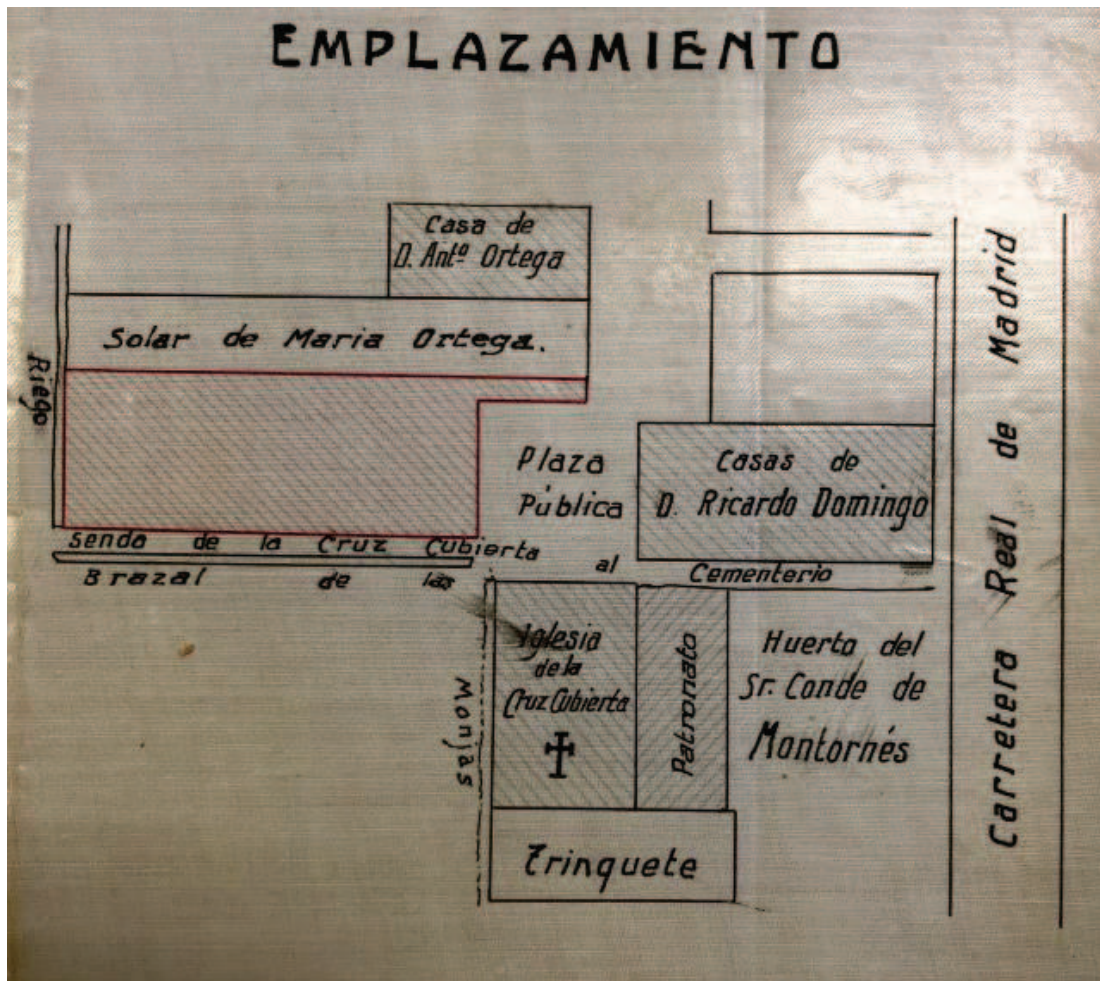 EMPLAZAMIENTO
Casa de
D. Antº Ortega
Solar de Maria Ortega.
Riego
Plaza
Pública
Casas de
D. Ricardo Domingo
Senda de la Cruz Cubierta al Cementerio
Brazal de las Monjas
Iglesia
de la
Cruz Cubierta
Patronato
Huerto del
Sr. Conde de
Montornés
Trinquete
Carretera Real de Madrid